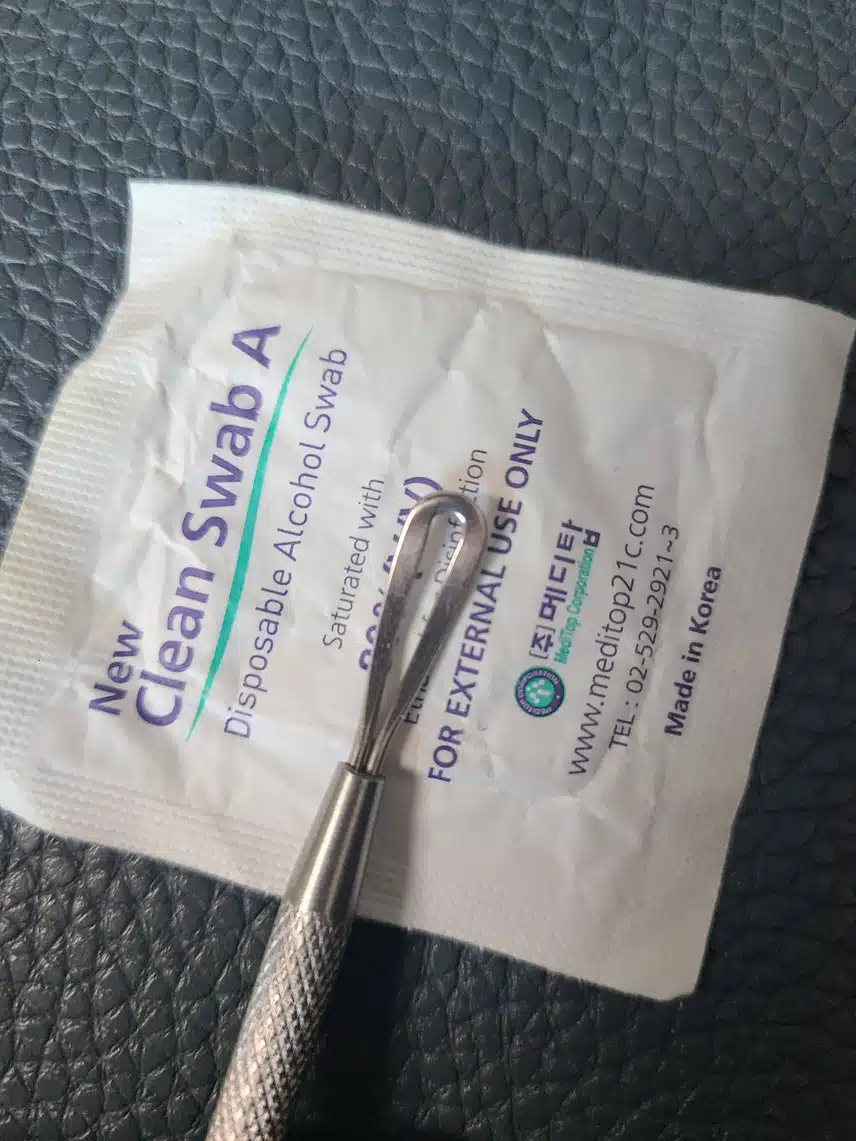 New
Clean Swab A
Disposable Alcohol Swab
Saturated with
FOR EXTERNAL USE ONLY
(주)메디탑
MediTop Corporation
www.meditop21c.com
TEL : 02-529-2921~3
Made in Korea